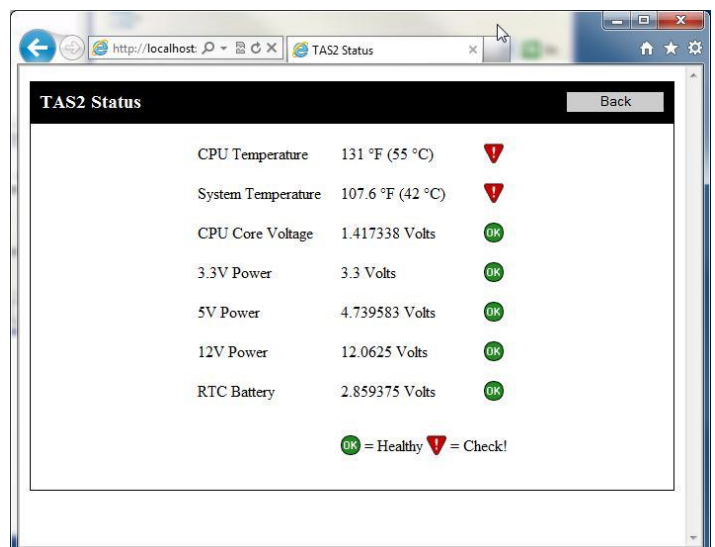 http://localhost:
TAS2 Status
TAS2 Status
Back
CPU Temperature 131 °F (55 °C) !
System Temperature 107.6 °F (42 °C) !
CPU Core Voltage 1.417338 Volts OK
3.3V Power 3.3 Volts OK
5V Power 4.739583 Volts OK
12V Power 12.0625 Volts OK
RTC Battery 2.859375 Volts OK
OK = Healthy ! = Check!